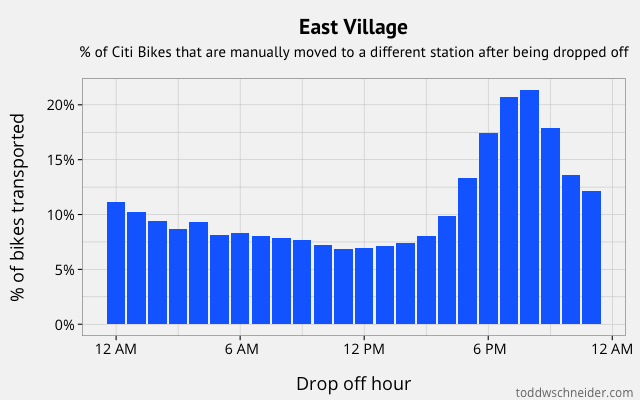 East Village
% of Citi Bikes that are manually moved to a different station after being dropped off
% of bikes transported
20%
15%
10%
5%
0%
12 AM 6 AM 12 PM 6 PM 12 AM
Drop off hour
toddwschneider.com